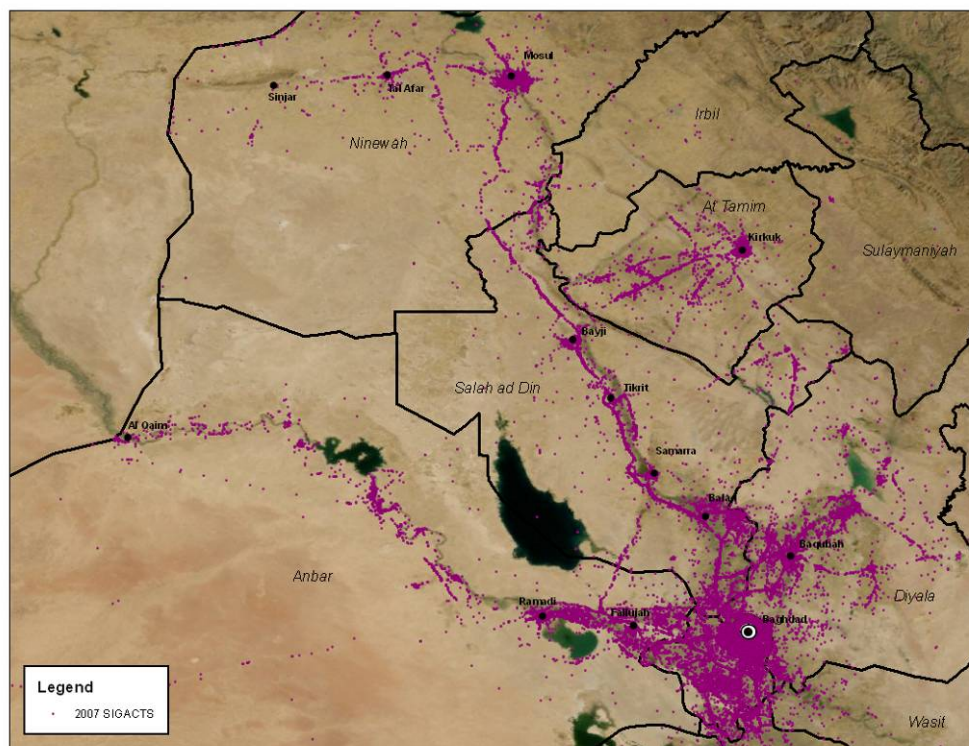 Mosul
Sinjar
Tal Afar
Irbil
Ninewah
At Tamim
Kirkuk
Sulaymaniyah
Bayji
Salah ad Din
Tikrit
Al Qaim
Samarra
Balad
Baqubah
Anbar
Diyala
Ramadi
Fallujah
Baghdad
Legend
2007 SIGACTS
Wasit